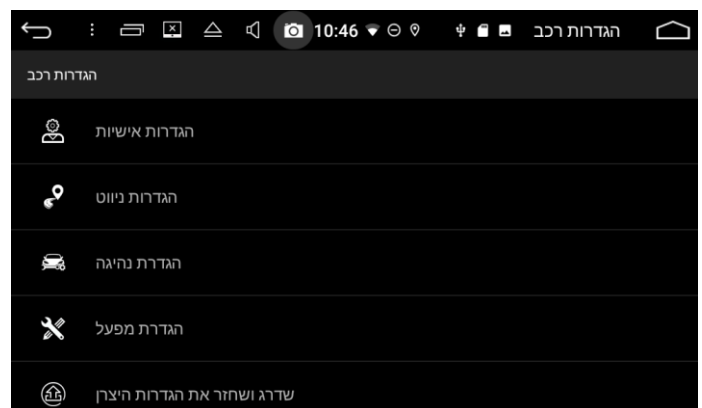 10:46 הגדרות רכב
הגדרות רכב
הגדרות אישיות
הגדרות ניווט
הגדרת נהיגה
הגדרת מפעל
שדרג ושחזר את הגדרות היצרן